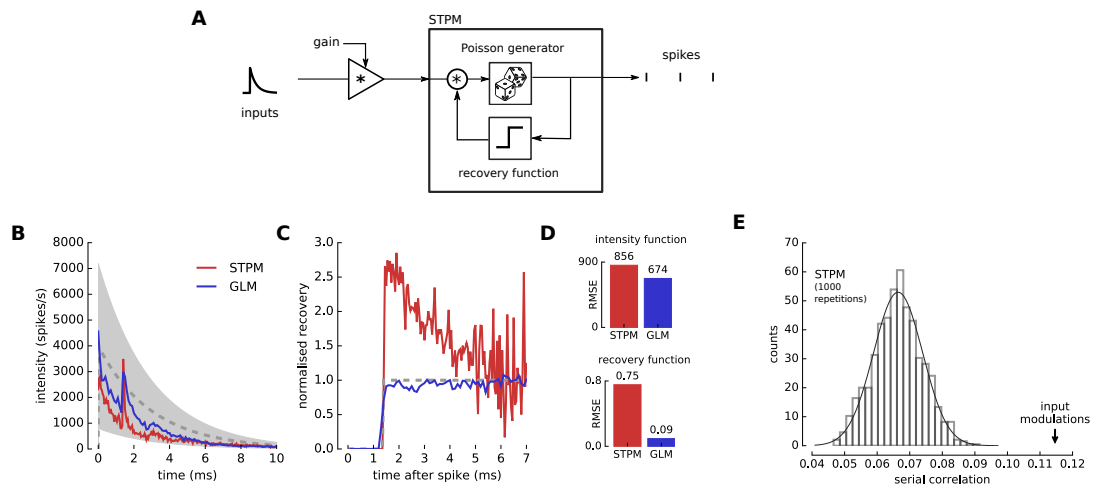 A
STPM
gain
Poisson generator
spikes
*
*
inputs
recovery function
B
8000
7000
6000
5000
4000
3000
2000
1000
0
intensity (spikes/s)
STPM
GLM
0 2 4 6 8 10
time (ms)
C
3.0
2.5
2.0
1.5
1.0
0.5
0.0
normalised recovery
0 1 2 3 4 5 6 7
time after spike (ms)
D
intensity function
900
0
RMSE
856
674
STPM GLM
recovery function
0.8
0.0
RMSE
0.75
0.09
STPM GLM
E
70
60
50
40
30
20
10
0
counts
STPM
(1000
repetitions)
input
modulations
0.04 0.05 0.06 0.07 0.08 0.09 0.10 0.11 0.12
serial correlation